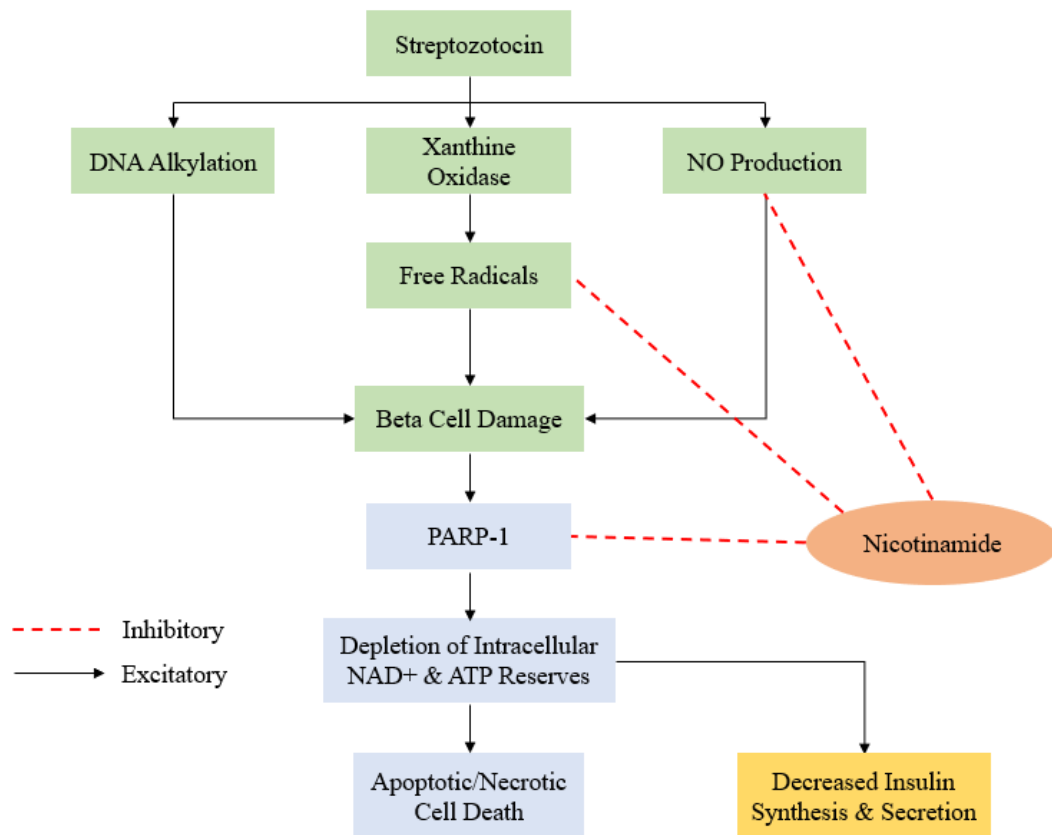 Streptozotocin
DNA Alkylation
Xanthine
Oxidase
NO Production
Free Radicals
Beta Cell Damage
PARP-1
Nicotinamide
Inhibitory
Excitatory
Depletion of Intracellular
NAD+ & ATP Reserves
Apoptotic/Necrotic
Cell Death
Decreased Insulin
Synthesis & Secretion